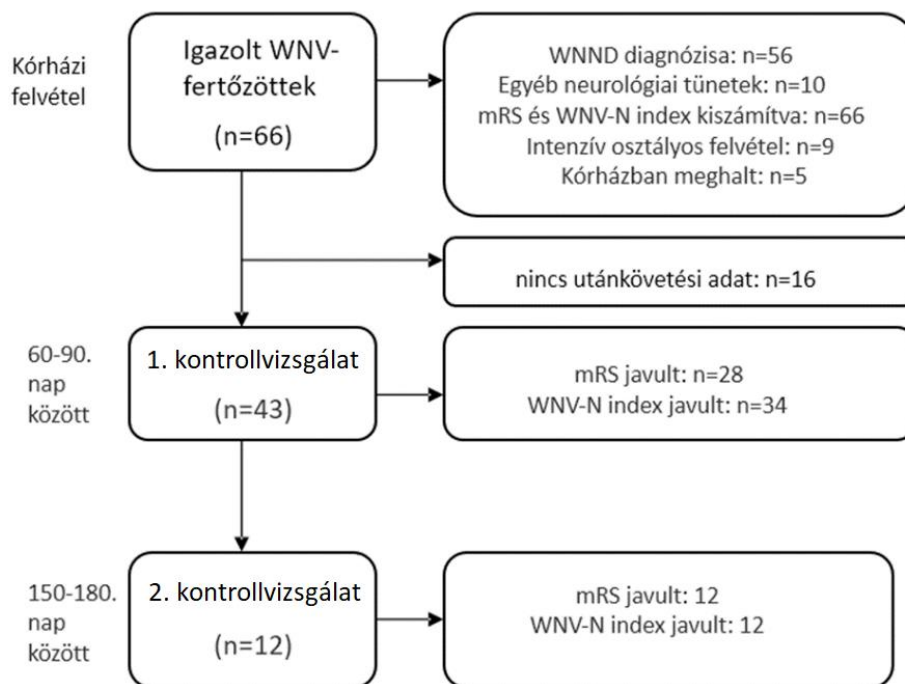 Kórházi
felvétel
Igazolt WNV-
fertőzöttek
(n=66)
WNND diagnózisa: n=56
Egyéb neurológiai tünetek: n=10
mRS és WNV-N index kiszámítva: n=66
Intenzív osztályos felvétel: n=9
Kórházban meghalt: n=5
nincs utánkövetési adat: n=16
60-90.
nap
között
1. kontrollvizsgálat
(n=43)
mRS javult: n=28
WNV-N index javult: n=34
150-180.
nap
között
2. kontrollvizsgálat
(n=12)
mRS javult: 12
WNV-N index javult: 12